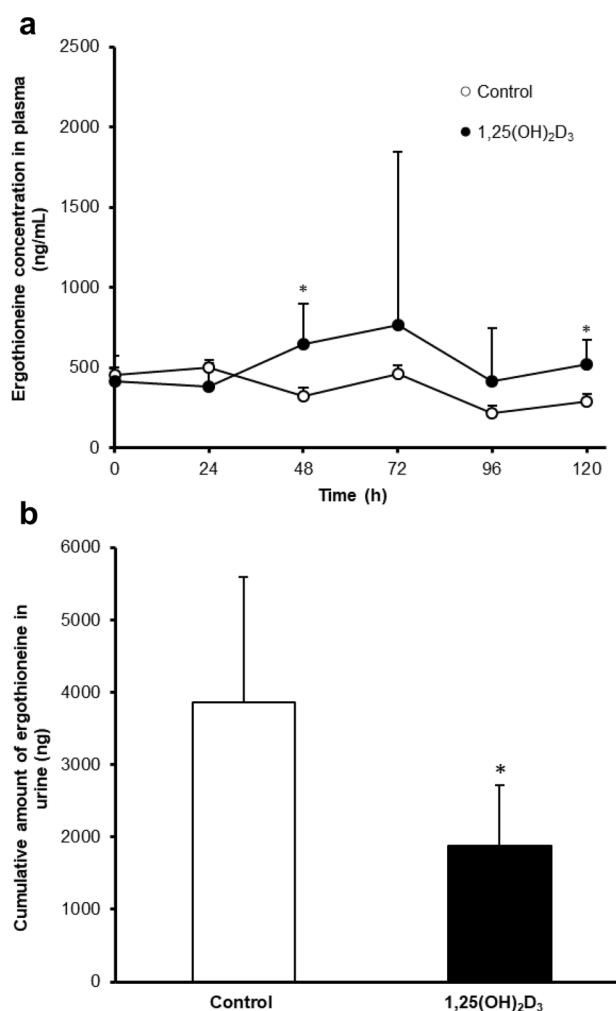 a
2500
2000
1500
1000
500
0
Ergothioneine concentration in plasma
(ng/mL)
Control
1,25(OH)₂D₃
*
*
0 24 48 72 96 120
Time (h)
b
6000
5000
4000
3000
2000
1000
0
Cumulative amount of ergothioneine in
urine (ng)
*
Control 1,25(OH)₂D₃